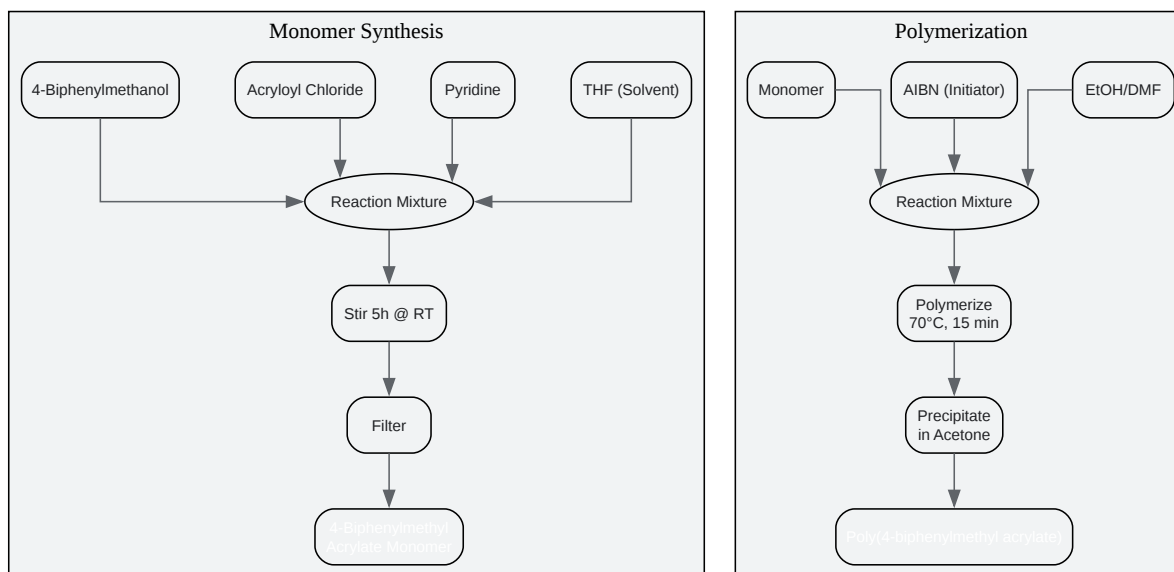 Monomer Synthesis
4-Biphenylmethanol
Acryloyl Chloride
Pyridine
THF (Solvent)
Reaction Mixture
Stir 5h @ RT
Filter
4-Biphenylmethyl
Acrylate Monomer
Polymerization
Monomer
AIBN (Initiator)
EtOH/DMF
Reaction Mixture
Polymerize
70°C, 15 min
Precipitate
in Acetone
Poly(4-biphenylmethyl acrylate)